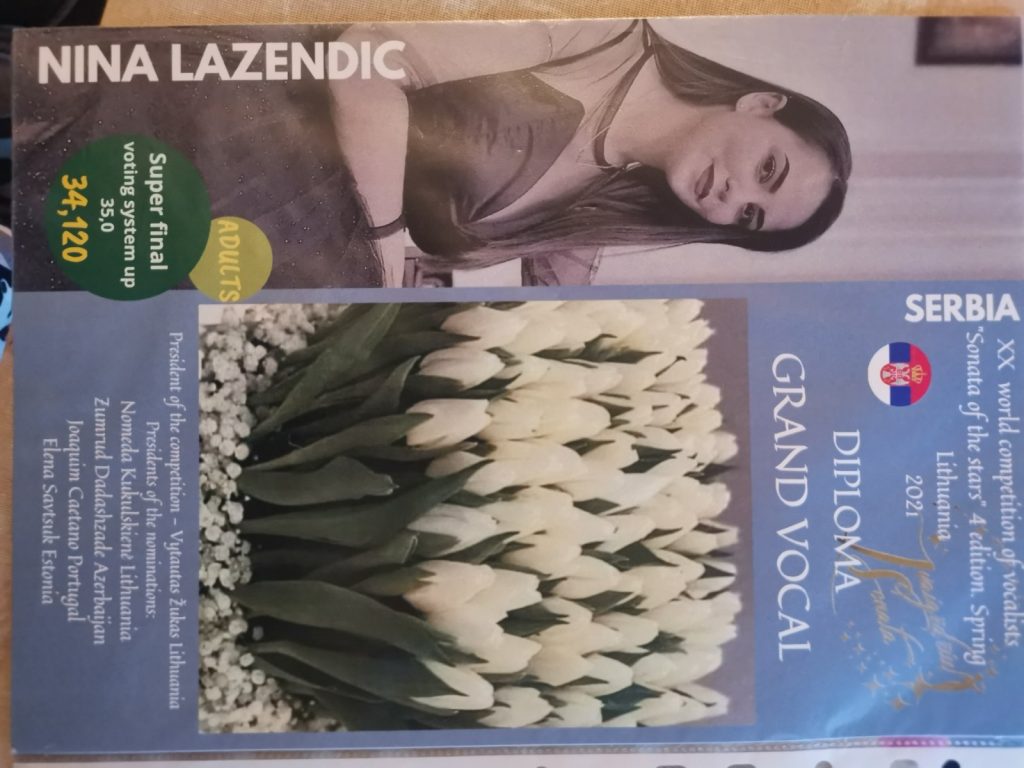 NINA LAZENDIC
Super final
voting system up
35,0
34,120
ADULTS
SERBIA
XX world competition of vocalists,
"Sonata of the stars" 4 edition. Spring
Lithuania
2021
DIPLOMA
GRAND VOCAL
President of the competition – Vytautas Žukas Lithuania
Presidents of the nominations:
Nomeda Kukulskienė Lithuania
Zumrud Dadashzade Azerbaijan
Joaquim Caetano Portugal
Elena Savtsuk Estonia